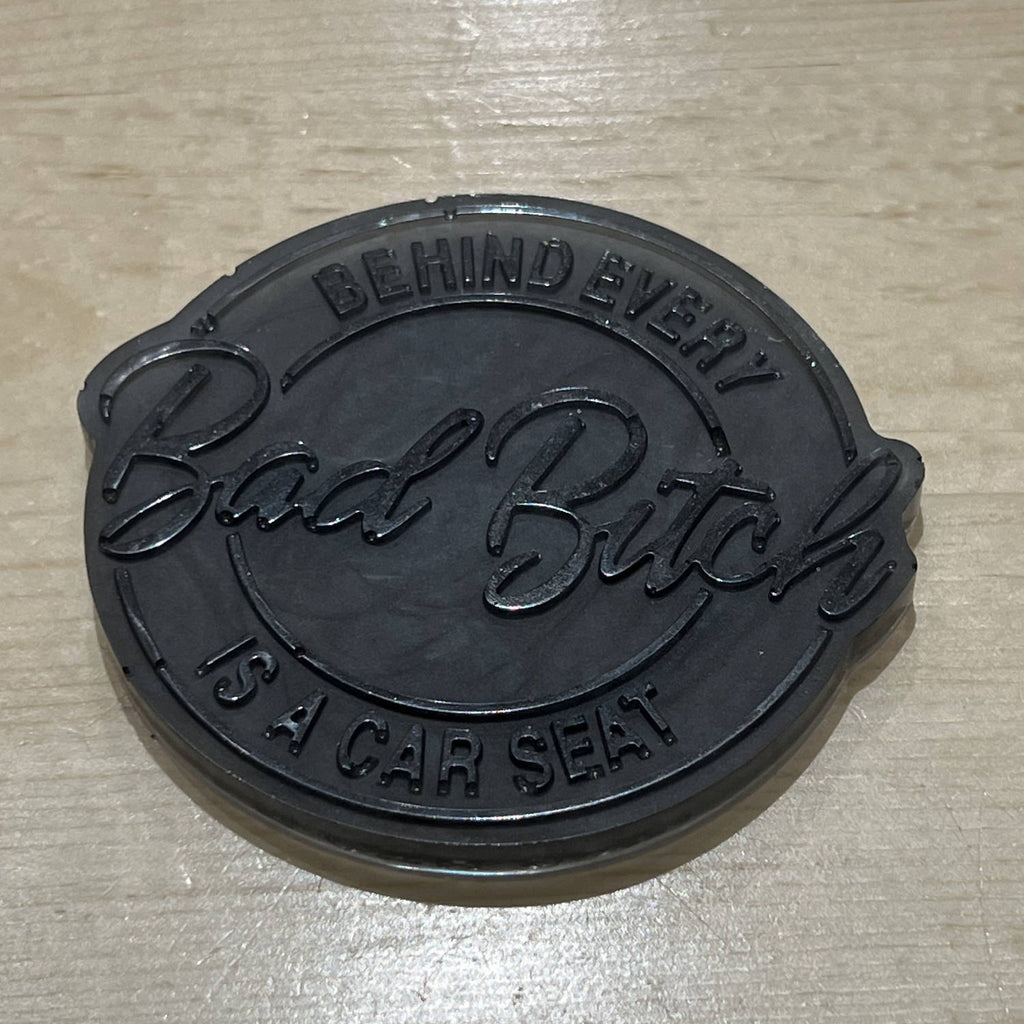 BEHIND EVERY
Bad Bitch
IS A CAR SEAT